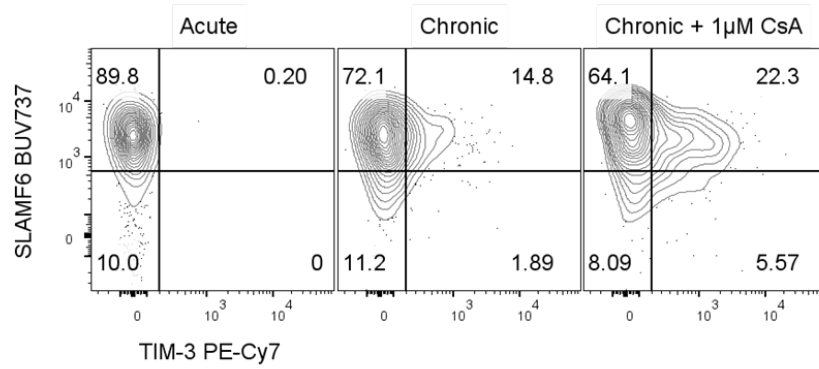 Acute
Chronic
Chronic + 1µM CsA
SLAMF6 BUV737
10⁴
10³
0
89.8
0.20
10.0
0
72.1
14.8
11.2
1.89
64.1
22.3
8.09
5.57
0 10³ 10⁴
0 10³ 10⁴
0 10³ 10⁴
TIM-3 PE-Cy7